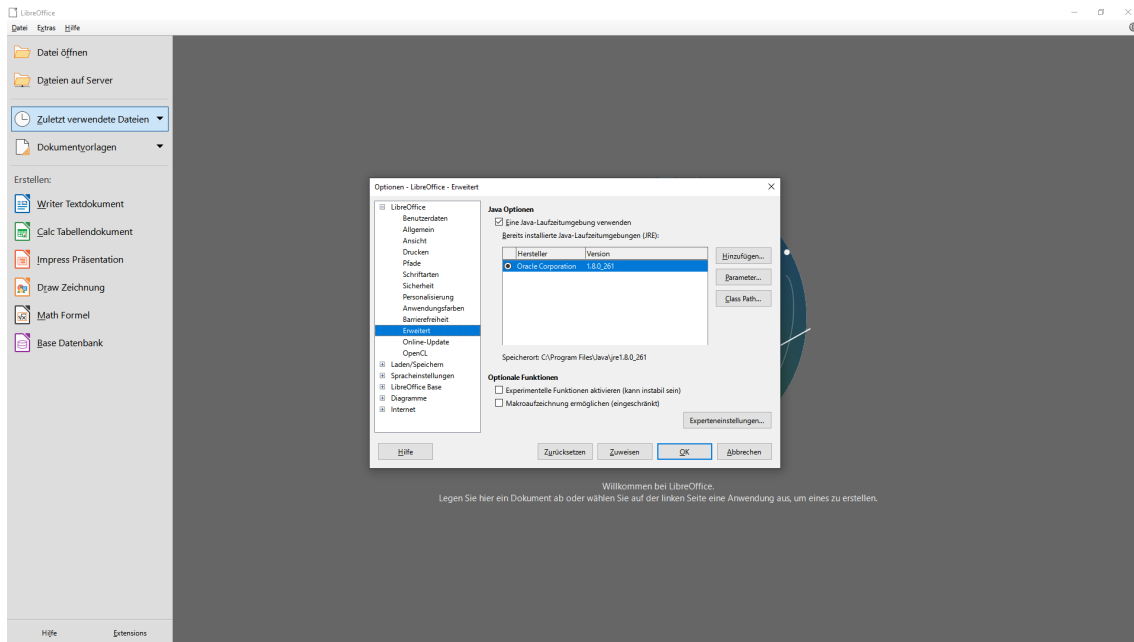 LibreOffice
Datei Extras Hilfe
Datei öffnen
Dateien auf Server
Zuletzt verwendete Dateien
Dokumentvorlagen
Erstellen:
Writer Textdokument
Calc Tabellendokument
Impress Präsentation
Draw Zeichnung
Math Formel
Base Datenbank
Hilfe Extensions
Optionen - LibreOffice - Erweitert
LibreOffice
Benutzerdaten
Allgemein
Ansicht
Drucken
Pfade
Schriftarten
Sicherheit
Personalisierung
Anwendungsfarben
Barrierefreiheit
Erweitert
Online-Update
OpenCL
Laden/Speichern
Spracheinstellungen
LibreOffice Base
Diagramme
Internet
Java Optionen
Eine Java-Laufzeitumgebung verwenden
Bereits installierte Java-Laufzeitumgebungen (JRE):
Hersteller Version
Oracle Corporation 1.8.0_261
Hinzufügen...
Parameter...
Class Path...
Speicherort: C:\Program Files\Java\jre1.8.0_261
Optionale Funktionen
Experimentelle Funktionen aktivieren (kann instabil sein)
Makroaufzeichnung ermöglichen (eingeschränkt)
Experteneinstellungen...
Hilfe Zurücksetzen Zuweisen OK Abbrechen
Willkommen bei LibreOffice.
Legen Sie hier ein Dokument ab oder wählen Sie auf der linken Seite eine Anwendung aus, um eines zu erstellen.